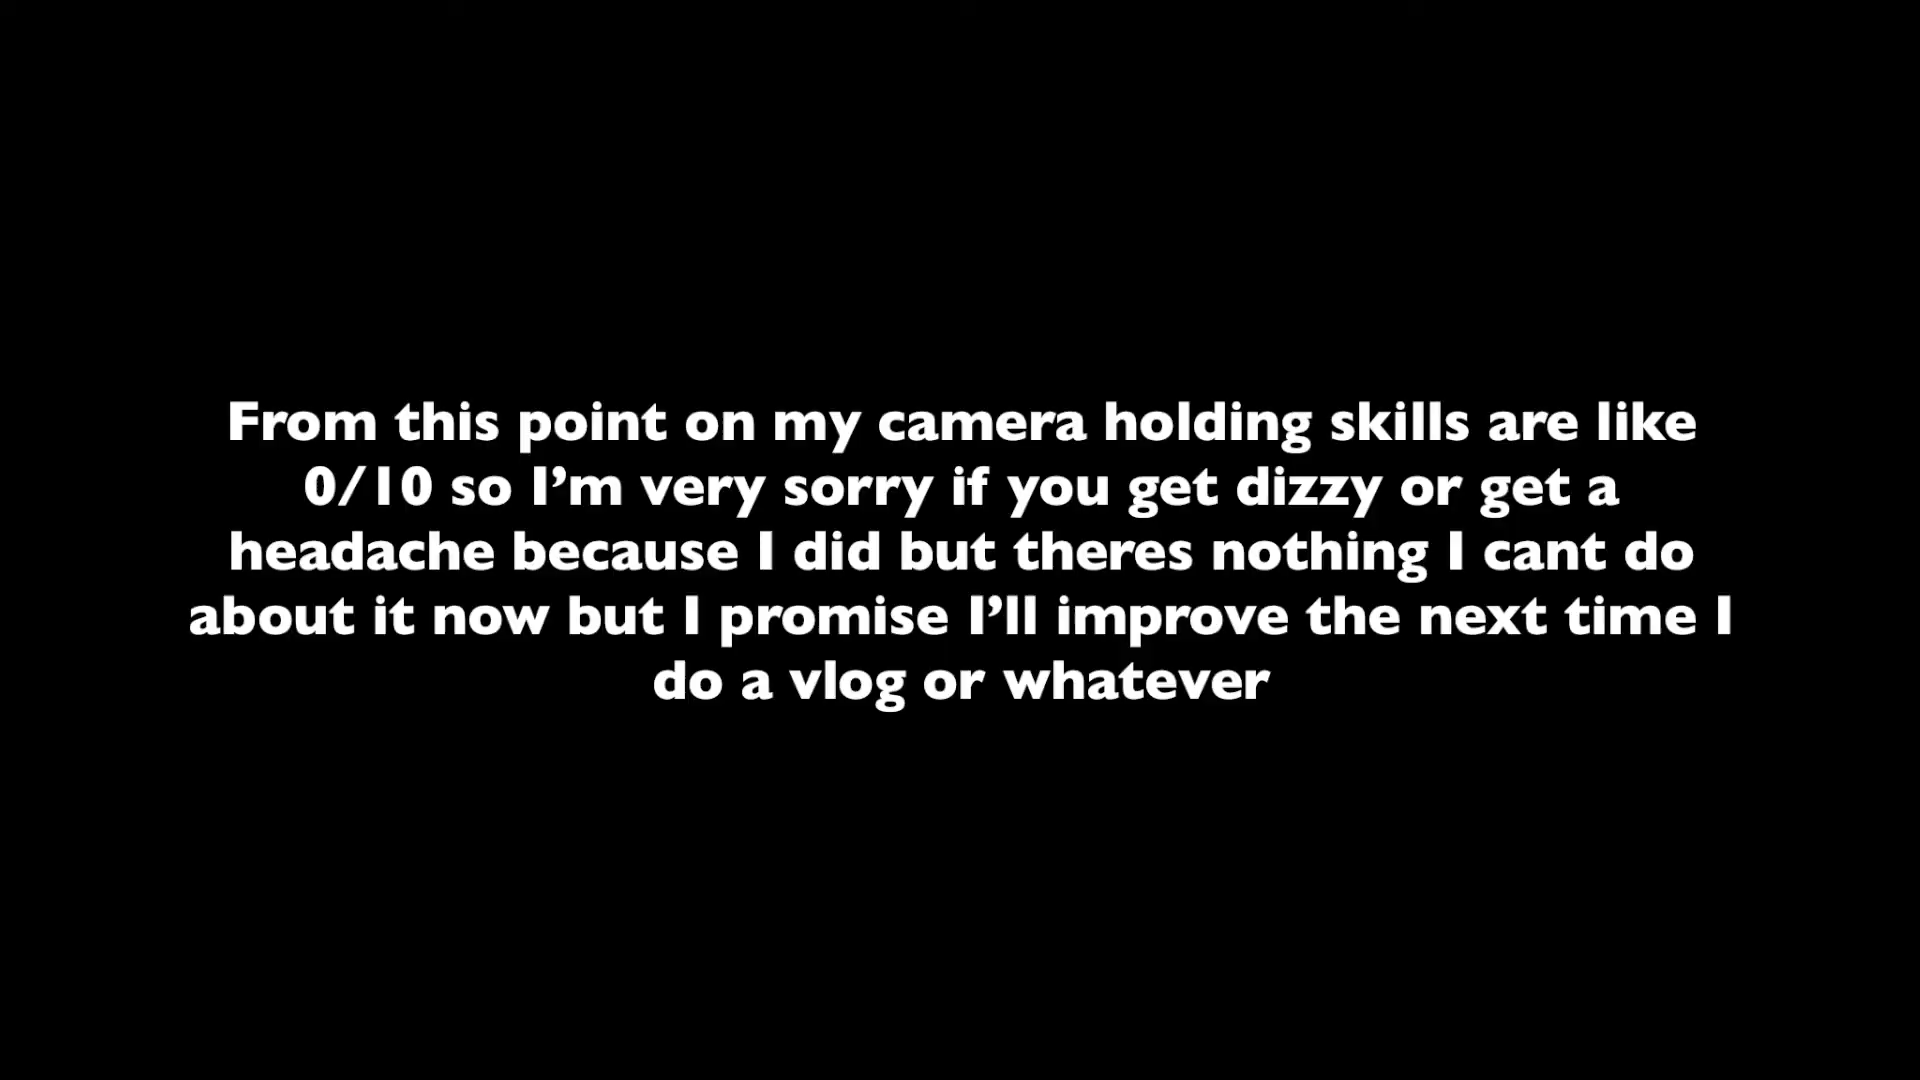 From this point on my camera holding skills are like
0/10 so I’m very sorry if you get dizzy or get a
headache because I did but theres nothing I cant do
about it now but I promise I’ll improve the next time I
do a vlog or whatever